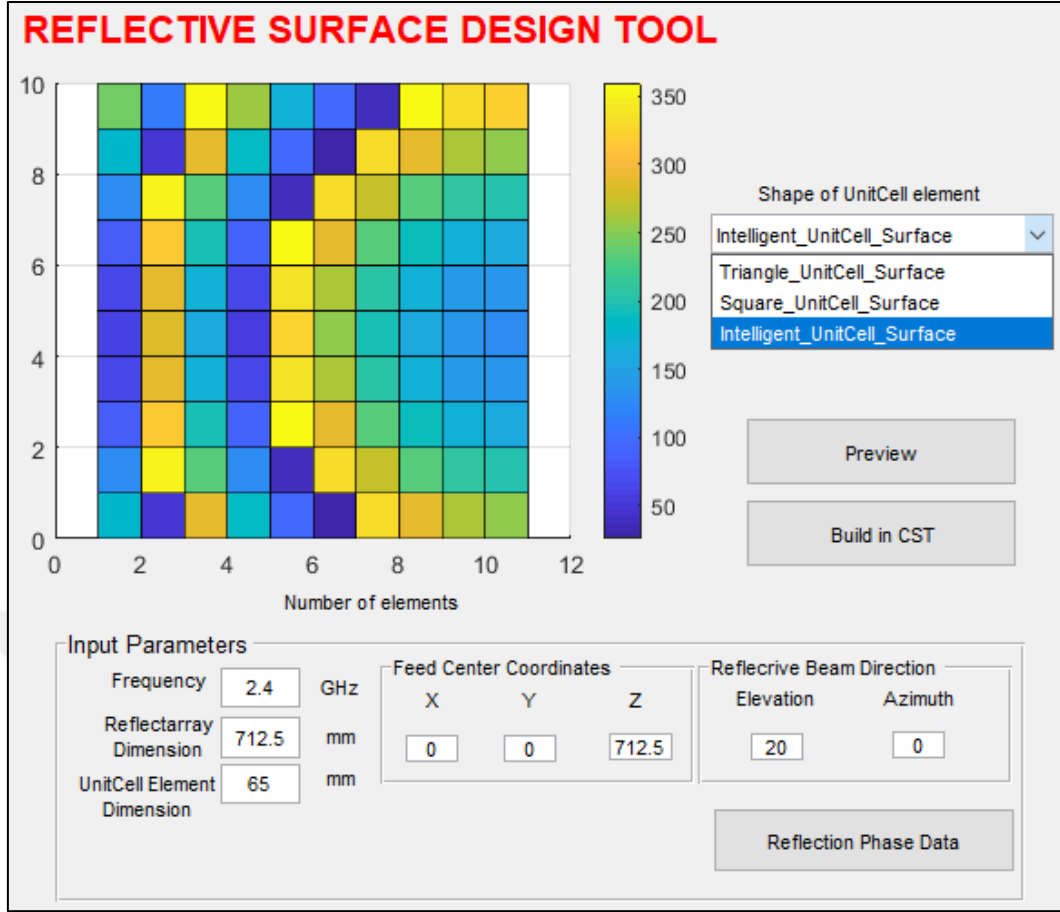 REFLECTIVE SURFACE DESIGN TOOL
10
8
6
4
2
0
0 2 4 6 8 10 12
Number of elements
350
300
250
200
150
100
50
Shape of UnitCell element
Intelligent_UnitCell_Surface
Triangle_UnitCell_Surface
Square_UnitCell_Surface
Intelligent_UnitCell_Surface
Preview
Build in CST
Input Parameters
Frequency 2.4 GHz
Reflectarray
Dimension 712.5 mm
UnitCell Element
Dimension 65 mm
Feed Center Coordinates
X Y Z
0 0 712.5
Reflecrive Beam Direction
Elevation Azimuth
20 0
Reflection Phase Data